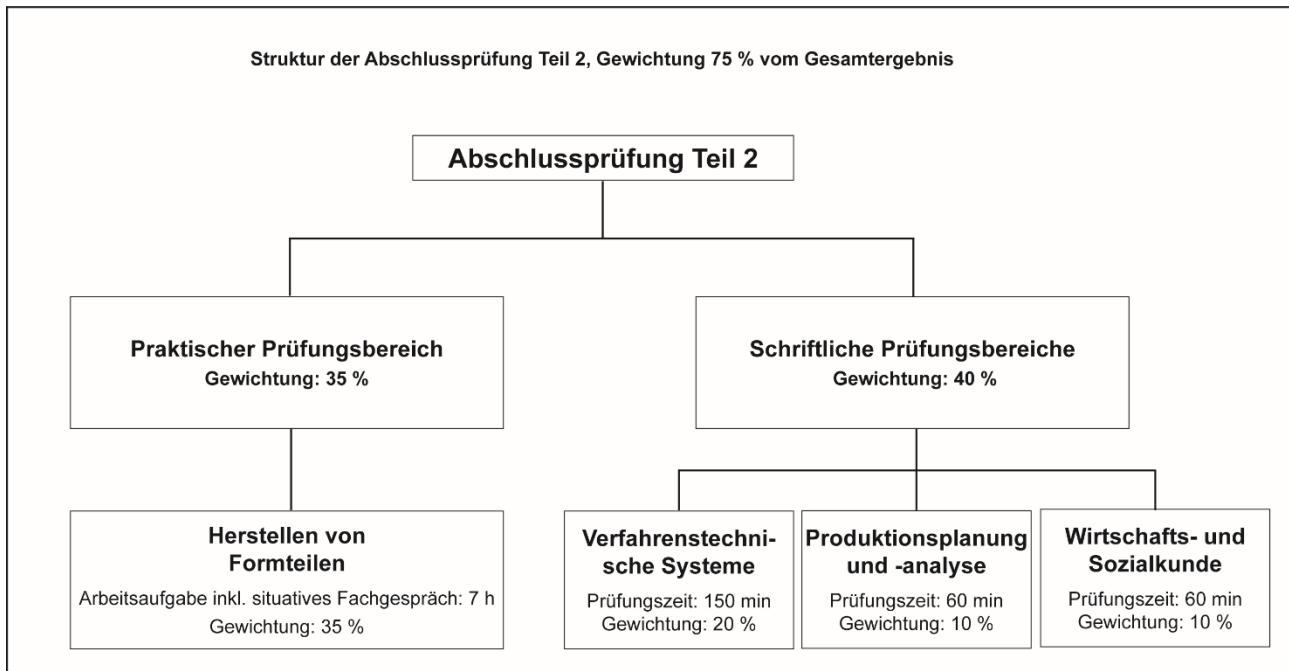 Struktur der Abschlussprüfung Teil 2, Gewichtung 75 % vom Gesamtergebnis
Abschlussprüfung Teil 2
Praktischer Prüfungsbereich
Gewichtung: 35 %
Schriftliche Prüfungsbereiche
Gewichtung: 40 %
Herstellen von
Formteilen
Arbeitsaufgabe inkl. situatives Fachgespräch: 7 h
Gewichtung: 35 %
Verfahrenstechni-
sche Systeme
Prüfungszeit: 150 min
Gewichtung: 20 %
Produktionsplanung
und -analyse
Prüfungszeit: 60 min
Gewichtung: 10 %
Wirtschafts- und
Sozialkunde
Prüfungszeit: 60 min
Gewichtung: 10 %